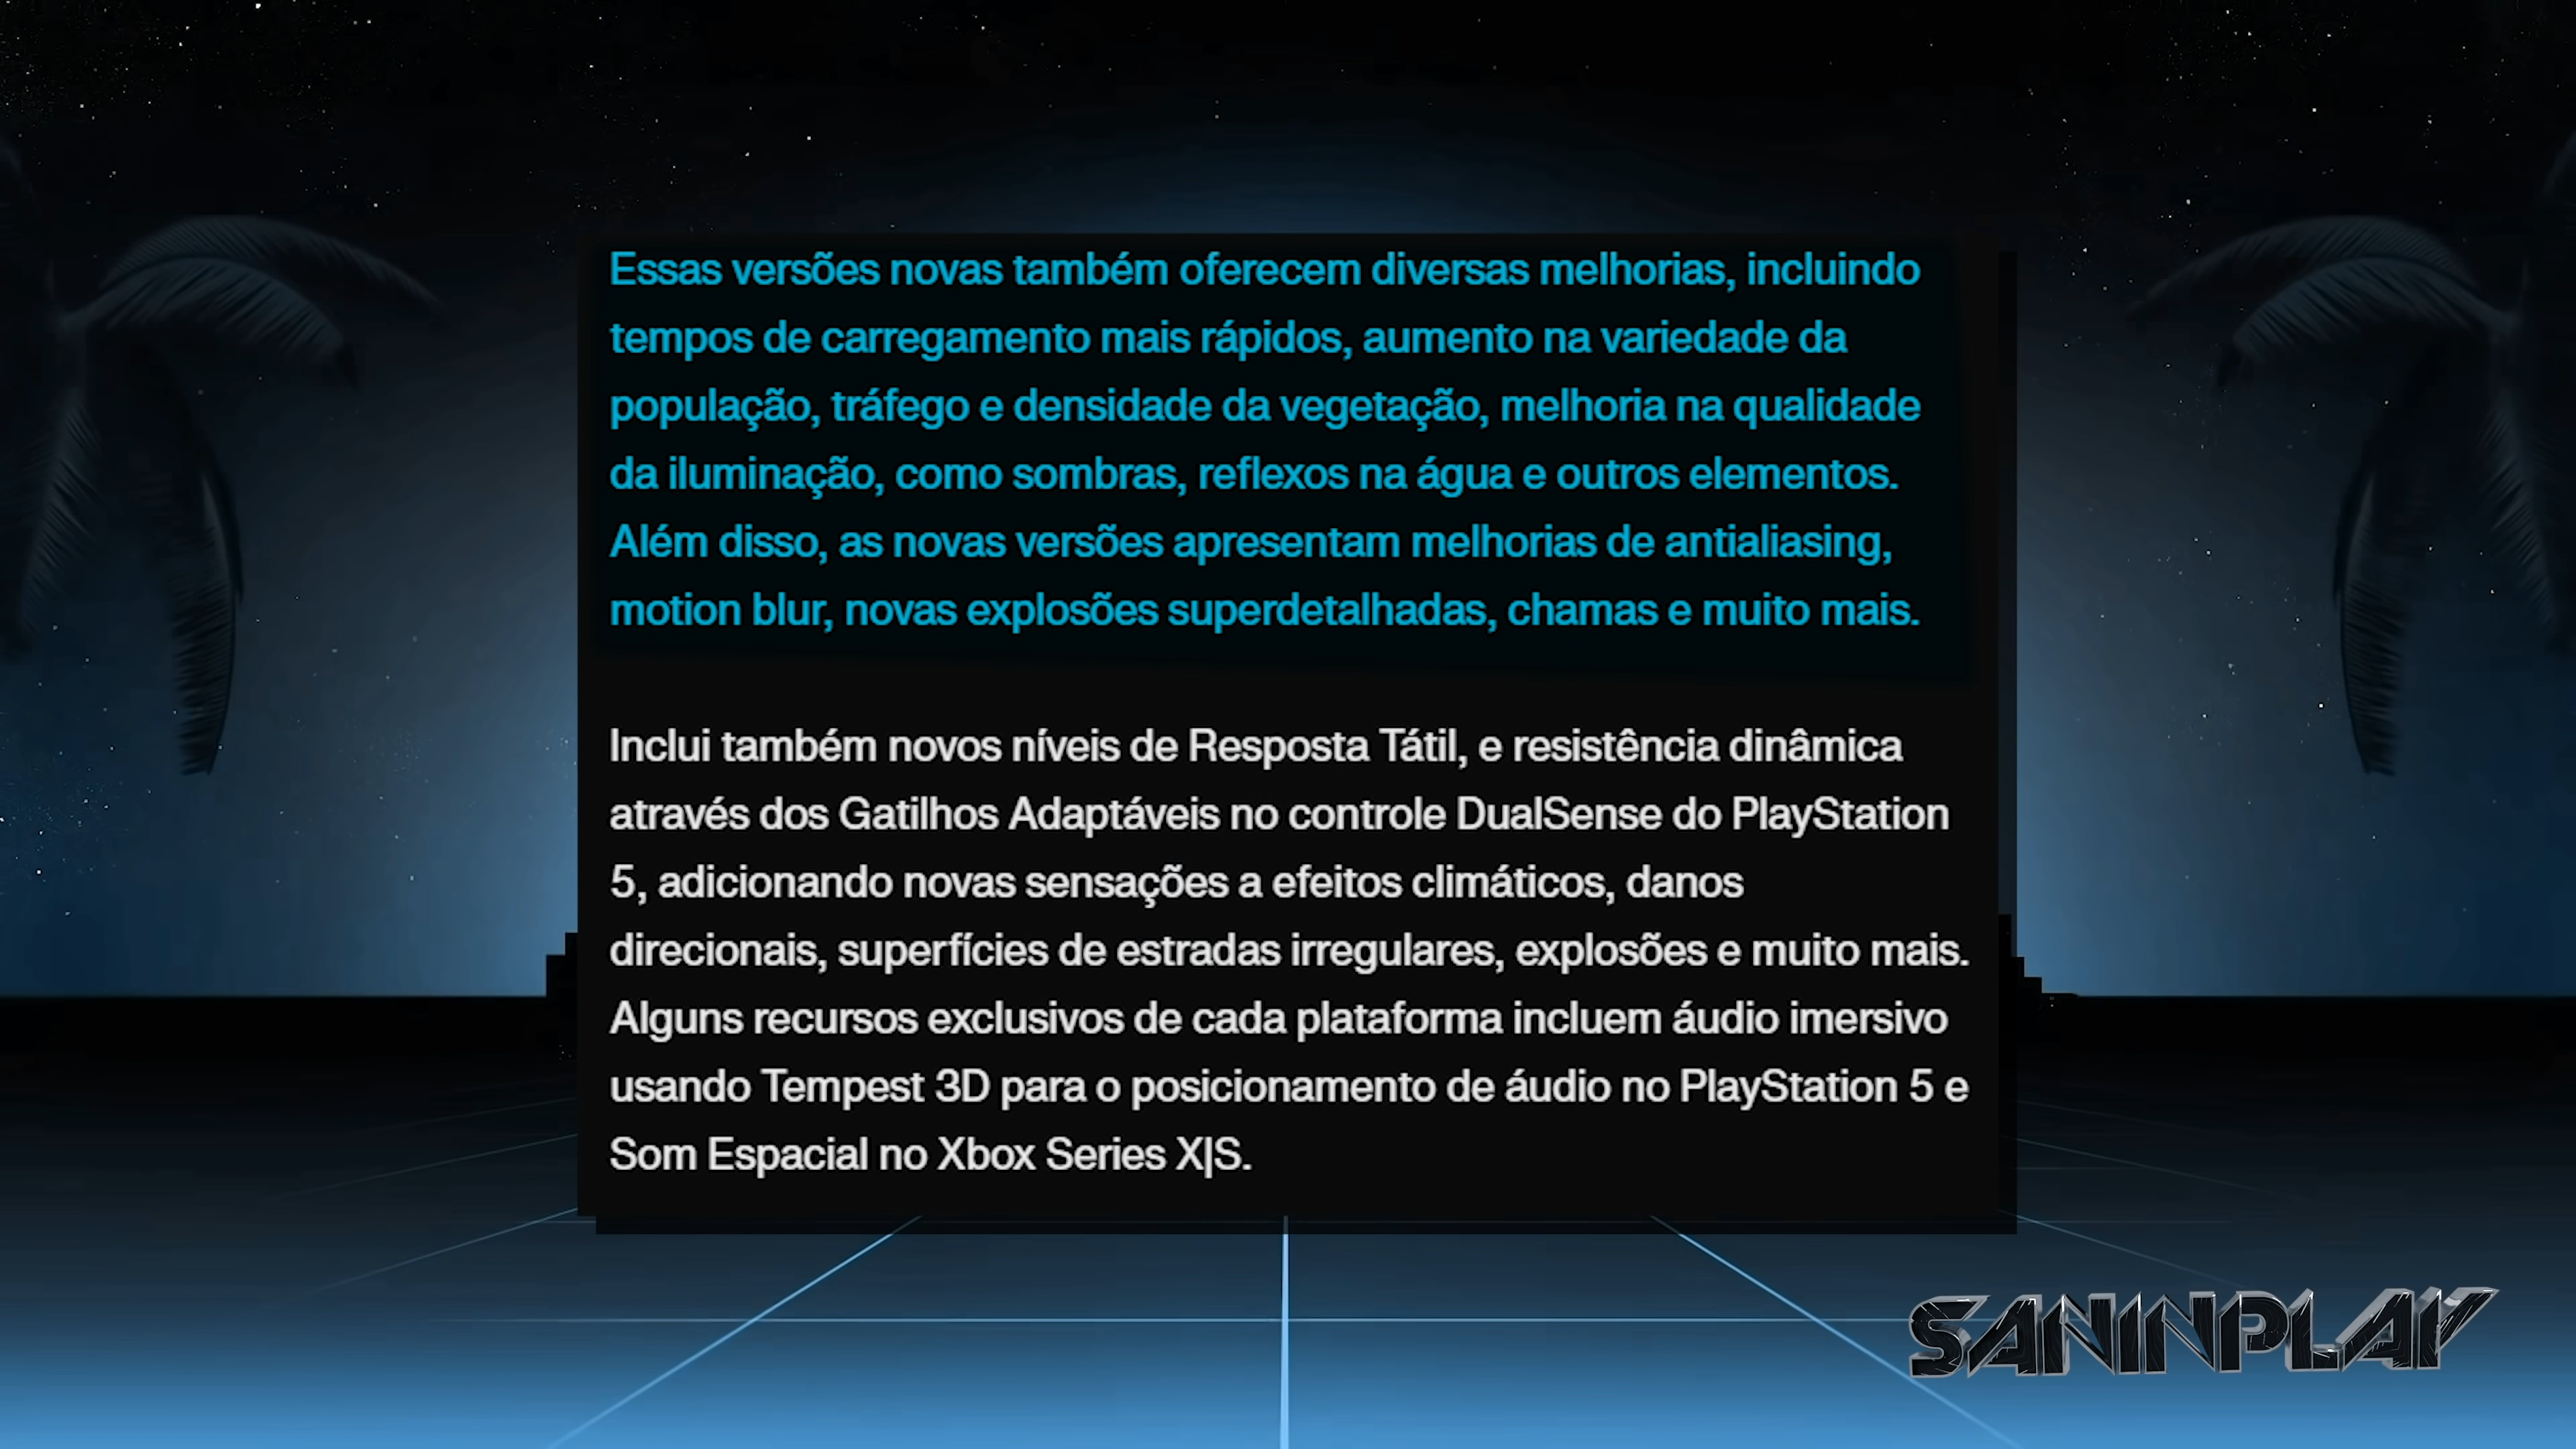 Essas versões novas também oferecem diversas melhorias, incluindo
tempos de carregamento mais rápidos, aumento na variedade da
população, tráfego e densidade da vegetação, melhoria na qualidade
da iluminação, como sombras, reflexos na água e outros elementos.
Além disso, as novas versões apresentam melhorias de antialiasing,
motion blur, novas explosões superdetalhadas, chamas e muito mais.
Inclui também novos níveis de Resposta Tátil, e resistência dinâmica
através dos Gatilhos Adaptáveis no controle DualSense do PlayStation
5, adicionando novas sensações a efeitos climáticos, danos
direcionais, superfícies de estradas irregulares, explosões e muito mais.
Alguns recursos exclusivos de cada plataforma incluem áudio imersivo
usando Tempest 3D para o posicionamento de áudio no PlayStation 5 e
Som Espacial no Xbox Series X|S.
SANINPLAY